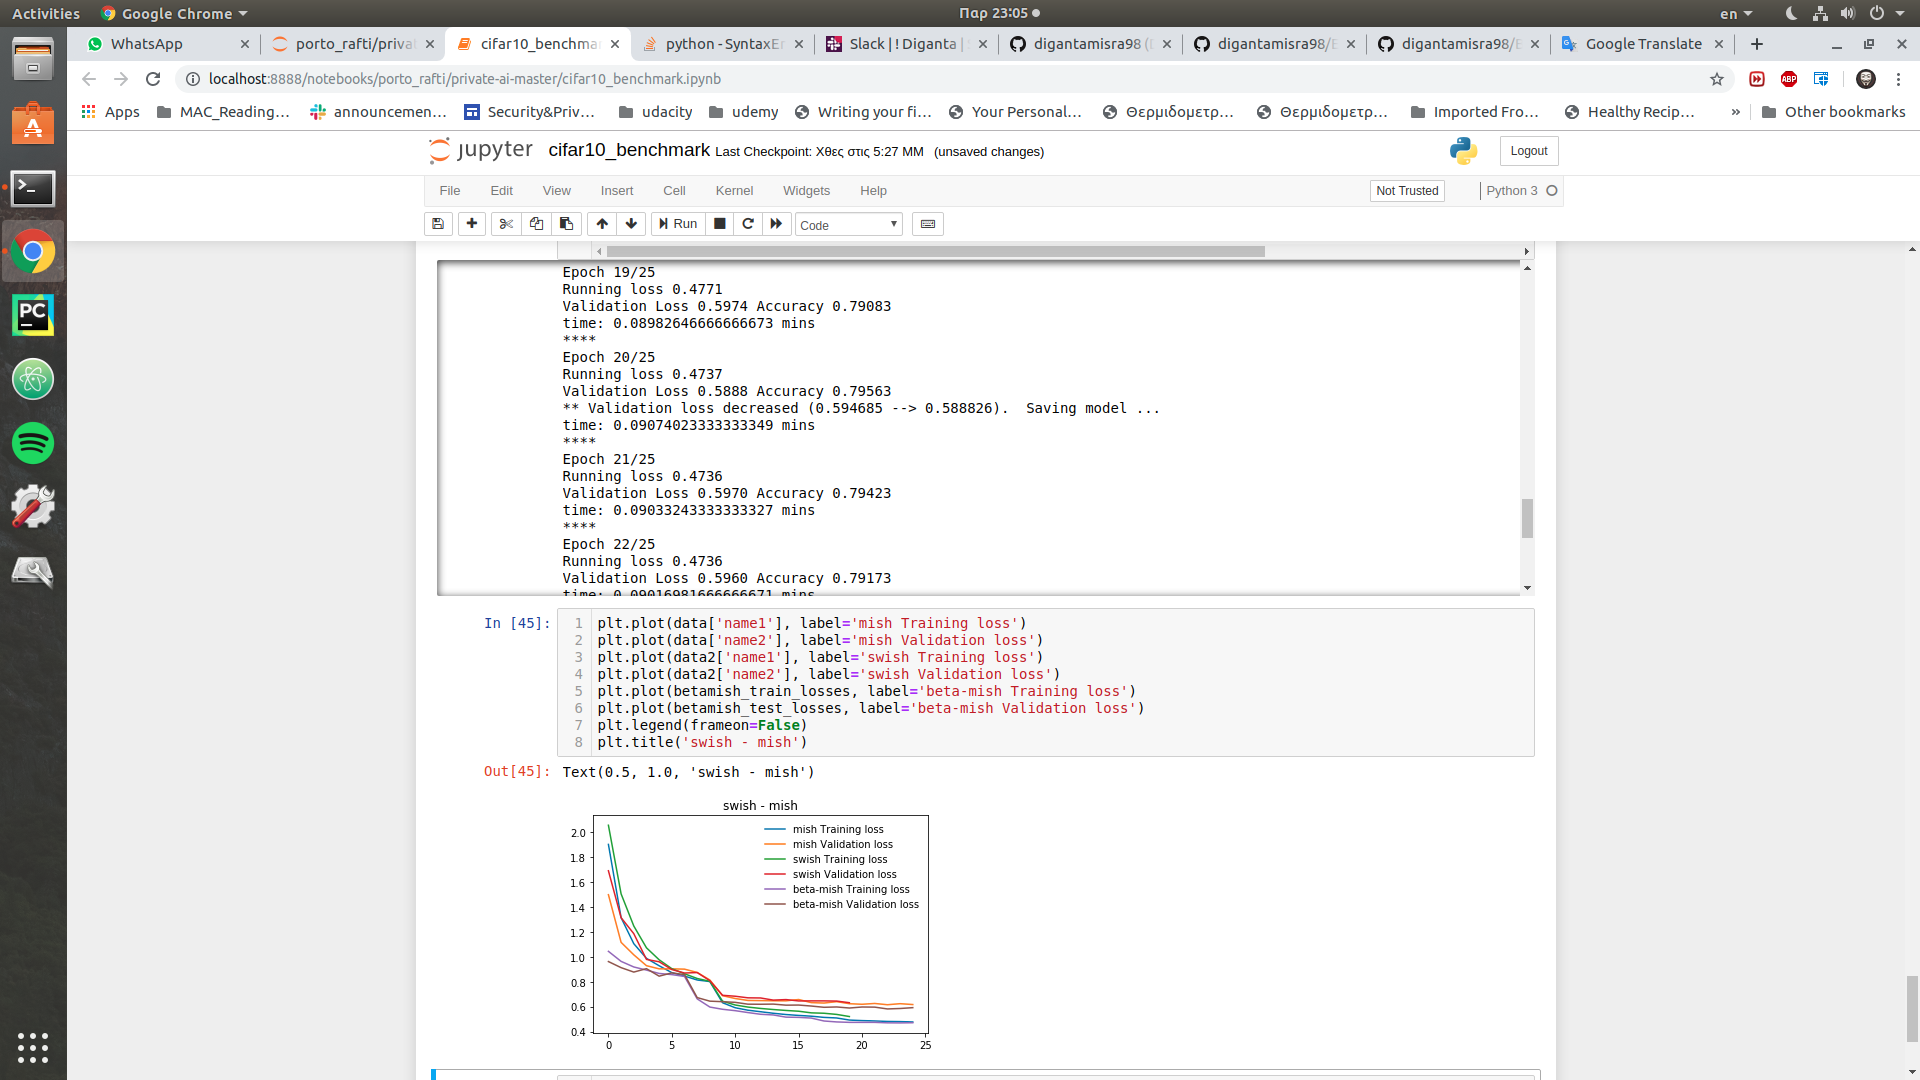 Activities
Google Chrome
Παρ 23:05
en
WhatsApp
porto_rafti/priva
cifar10_benchma
python - SyntaxEr
Slack | ! Diganta |
digantamisra98 (
digantamisra98/E
digantamisra98/E
Google Translate
localhost:8888/notebooks/porto_rafti/private-ai-master/cifar10_benchmark.ipynb
ABP
Apps
MAC_Reading...
announcemen...
Security&Priv...
udacity
udemy
Writing your fi...
Your Personal...
Θερμιδομετρ...
Θερμιδομετρ...
Imported Fro...
Healthy Recip...
»
Other bookmarks
jupyter
cifar10_benchmark
Last Checkpoint: Χθες στις 5:27 ΜΜ
(unsaved changes)
Logout
File
Edit
View
Insert
Cell
Kernel
Widgets
Help
Not Trusted
Python 3
Run
Code
PC
Epoch 19/25
Running loss 0.4771
Validation Loss 0.5974 Accuracy 0.79083
time: 0.08982646666666673 mins
****
Epoch 20/25
Running loss 0.4737
Validation Loss 0.5888 Accuracy 0.79563
** Validation loss decreased (0.594685 --> 0.588826).  Saving model ...
time: 0.09074023333333349 mins
****
Epoch 21/25
Running loss 0.4736
Validation Loss 0.5970 Accuracy 0.79423
time: 0.09033243333333327 mins
****
Epoch 22/25
Running loss 0.4736
Validation Loss 0.5960 Accuracy 0.79173
time: 0.09016981666666671 mins
In [45]:
1 plt.plot(data['name1'], label='mish Training loss')
2 plt.plot(data['name2'], label='mish Validation loss')
3 plt.plot(data2['name1'], label='swish Training loss')
4 plt.plot(data2['name2'], label='swish Validation loss')
5 plt.plot(betamish_train_losses, label='beta-mish Training loss')
6 plt.plot(betamish_test_losses, label='beta-mish Validation loss')
7 plt.legend(frameon=False)
8 plt.title('swish - mish')
Out[45]: Text(0.5, 1.0, 'swish - mish')
swish - mish
mish Training loss
mish Validation loss
swish Training loss
swish Validation loss
beta-mish Training loss
beta-mish Validation loss
2.0
1.8
1.6
1.4
1.2
1.0
0.8
0.6
0.4
0 5 10 15 20 25